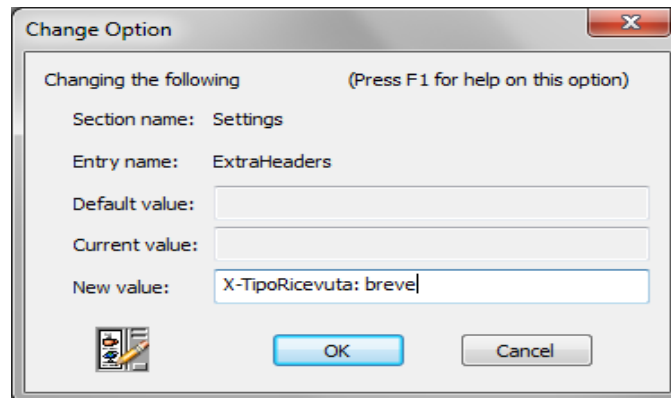 Change Option
Changing the following (Press F1 for help on this option)
Section name: Settings
Entry name: ExtraHeaders
Default value:
Current value:
New value: X-TipoRicevuta: breve
OK Cancel